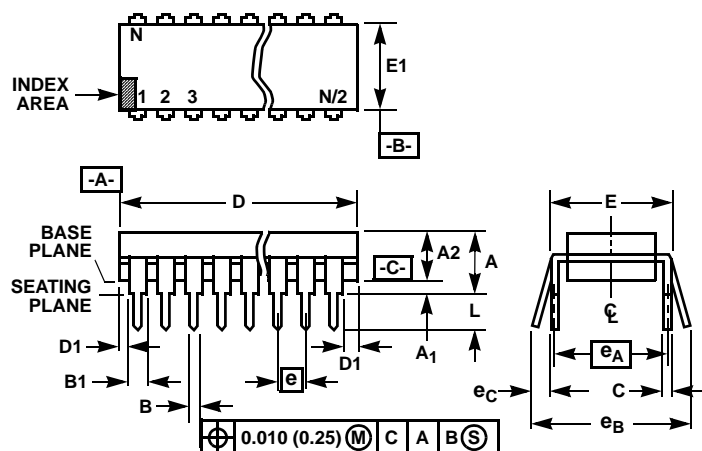 N
E1
INDEX
AREA
1 2 3 N/2
-B-
-A-
D
E
BASE
PLANE
A2
A
-C-
SEATING
PLANE
L
C
L
D1
A1
D1
eA
B1
e
eC
C
B
eB
0.010 (0.25) M C A B S